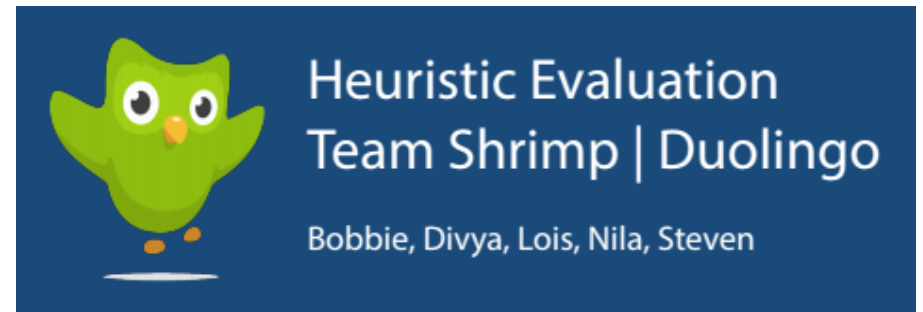 Heuristic Evaluation
Team Shrimp | Duolingo
Bobbie, Divya, Lois, Nila, Steven